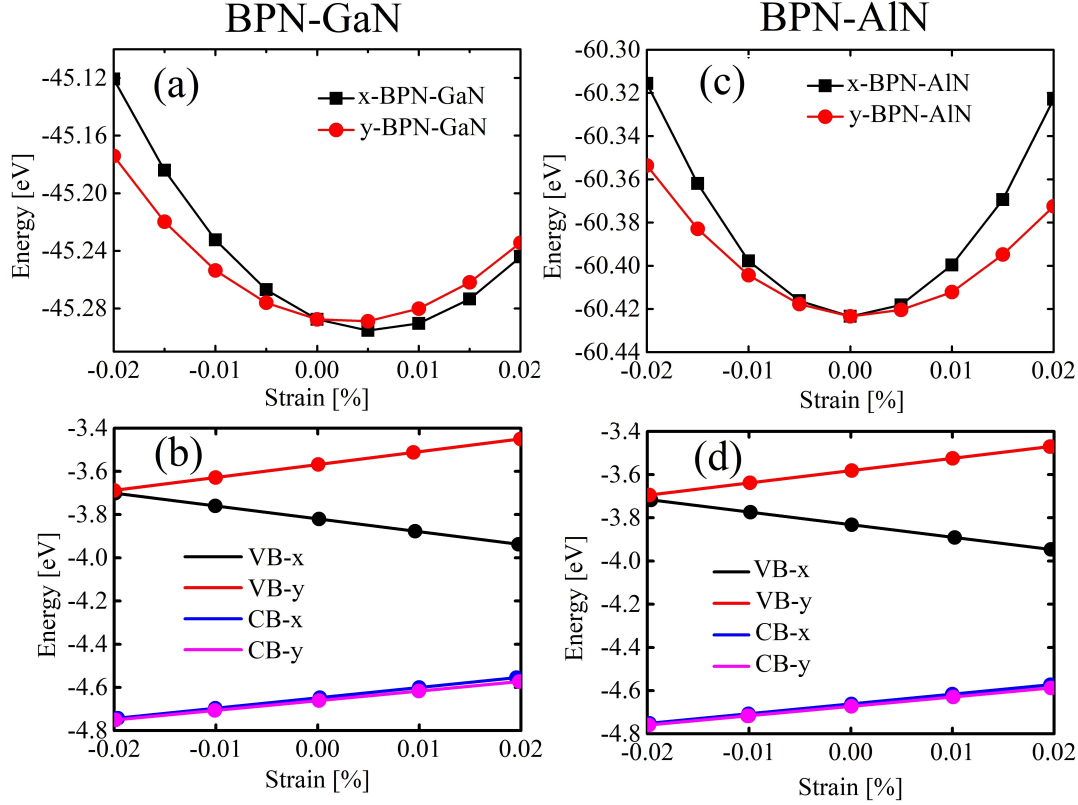 BPN-GaN
BPN-AlN
(a)
x-BPN-GaN
y-BPN-GaN
Energy [eV]
-45.12
-45.16
-45.20
-45.24
-45.28
-0.02 -0.01 0.00 0.01 0.02
Strain [%]
(c)
x-BPN-AlN
y-BPN-AlN
Energy [eV]
-60.30
-60.32
-60.34
-60.36
-60.38
-60.40
-60.42
-60.44
-0.02 -0.01 0.00 0.01 0.02
Strain [%]
(b)
VB-x
VB-y
CB-x
CB-y
Energy [eV]
-3.4
-3.6
-3.8
-4.0
-4.2
-4.4
-4.6
-4.8
-0.02 -0.01 0.00 0.01 0.02
Strain [%]
(d)
VB-x
VB-y
CB-x
CB-y
Energy [eV]
-3.4
-3.6
-3.8
-4.0
-4.2
-4.4
-4.6
-4.8
-0.02 -0.01 0.00 0.01 0.02
Strain [%]